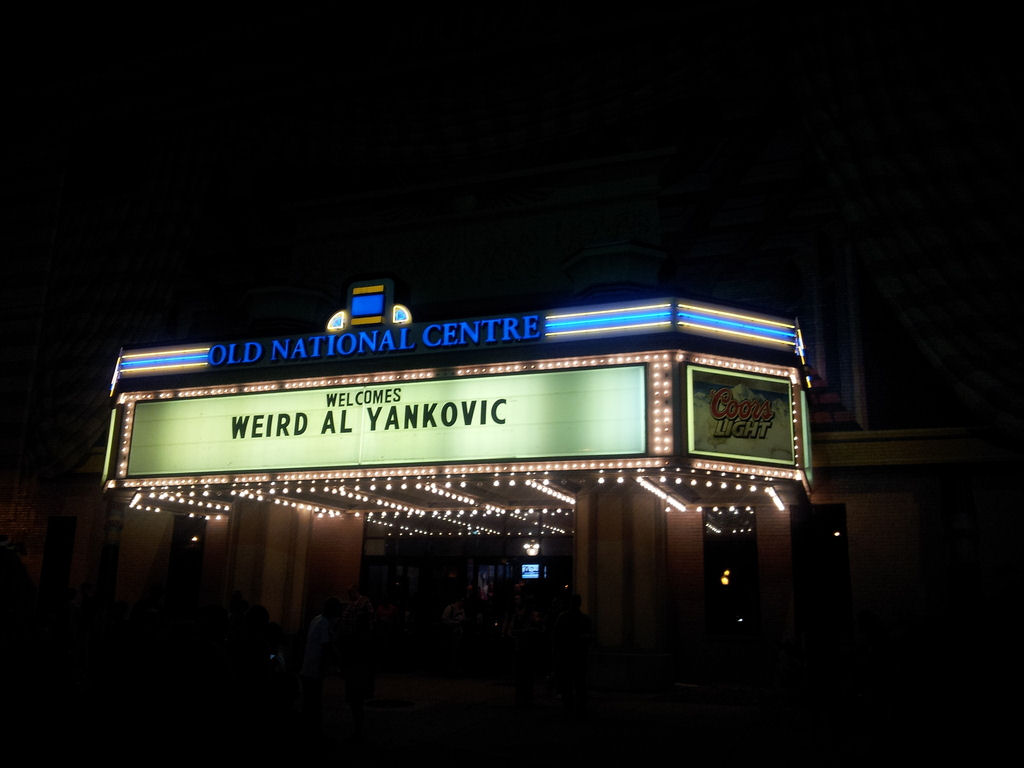 OLD NATIONAL CENTRE
WELCOMES
WEIRD AL YANKOVIC
Coors
LIGHT